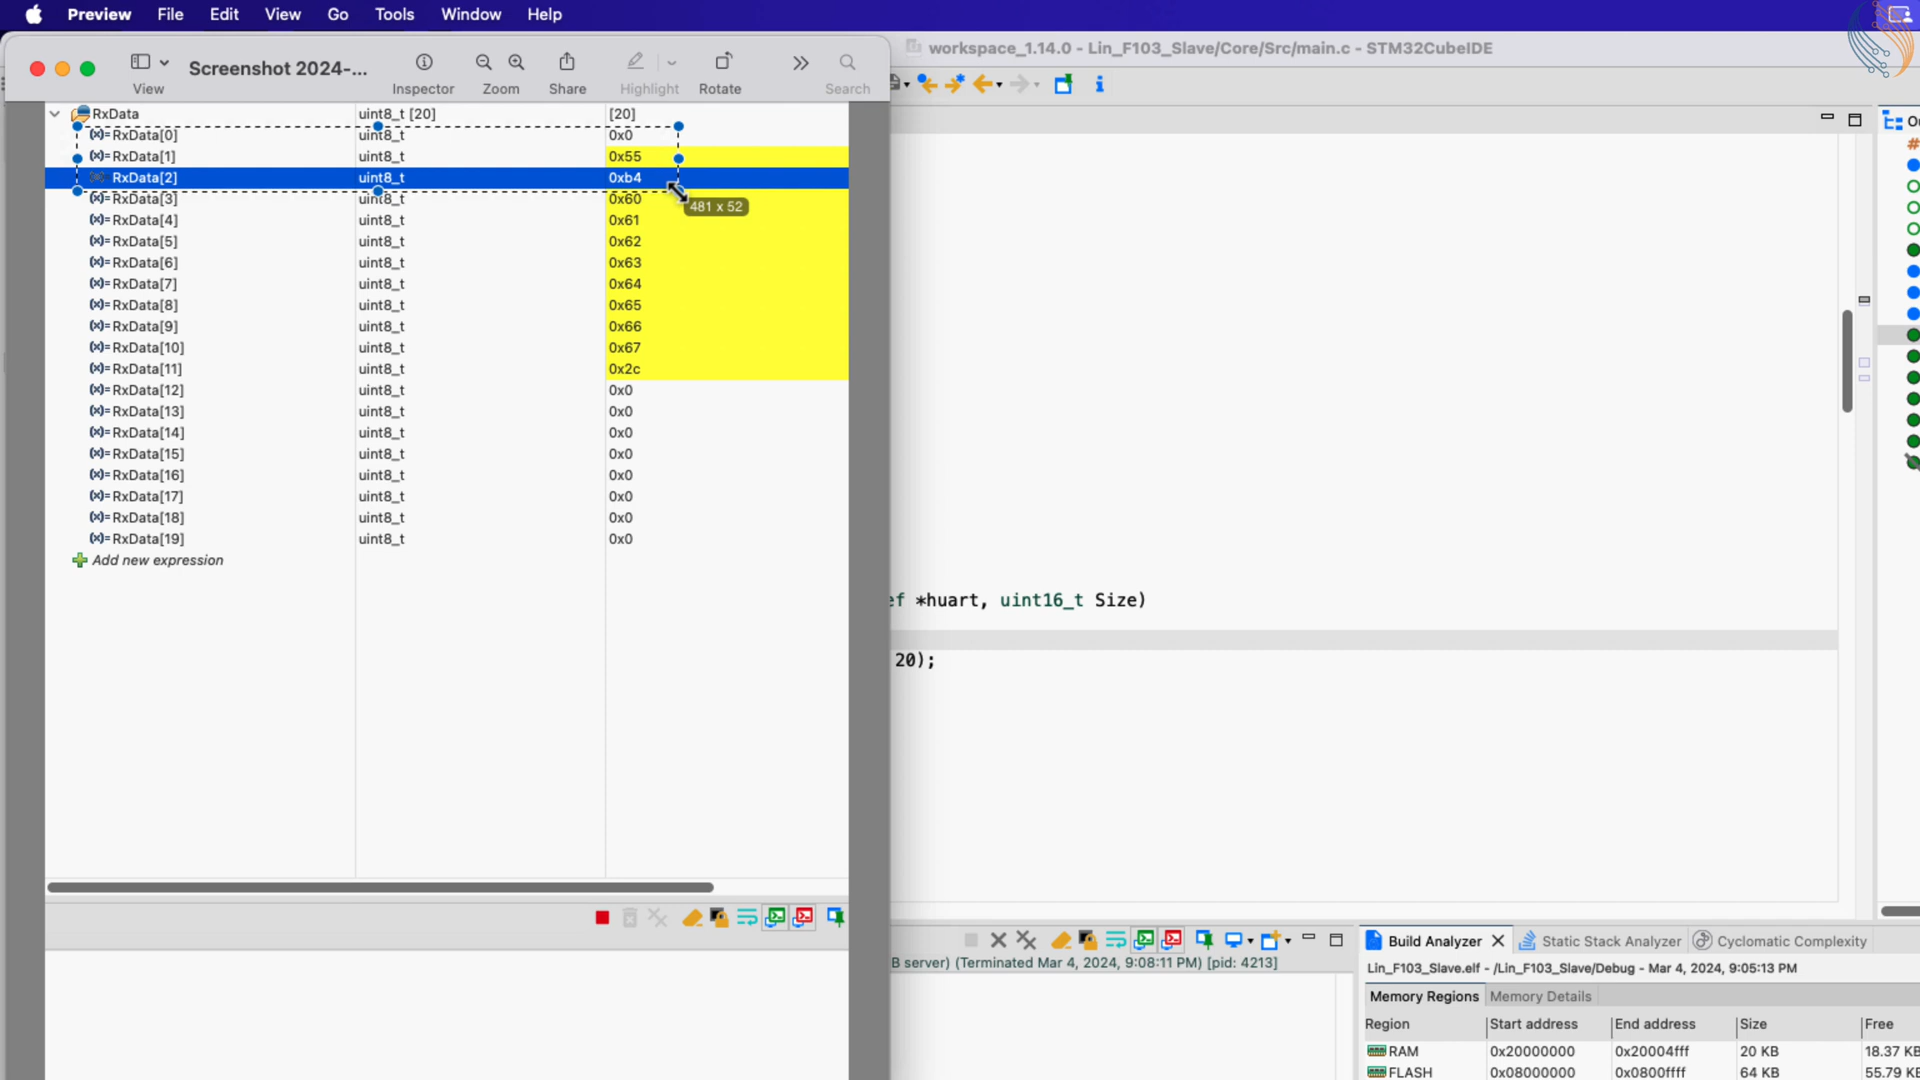 Preview File Edit View Go Tools Window Help
Screenshot 2024-...
View Inspector Zoom Share Highlight Rotate Search
workspace_1.14.0 - Lin_F103_Slave/Core/Src/main.c - STM32CubeIDE
RxData uint8_t [20] [20]
(x)= RxData[0] uint8_t 0x0
(x)= RxData[1] uint8_t 0x55
(x)= RxData[2] uint8_t 0xb4
(x)= RxData[3] uint8_t 0x60
481 x 52
(x)= RxData[4] uint8_t 0x61
(x)= RxData[5] uint8_t 0x62
(x)= RxData[6] uint8_t 0x63
(x)= RxData[7] uint8_t 0x64
(x)= RxData[8] uint8_t 0x65
(x)= RxData[9] uint8_t 0x66
(x)= RxData[10] uint8_t 0x67
(x)= RxData[11] uint8_t 0x2c
(x)= RxData[12] uint8_t 0x0
(x)= RxData[13] uint8_t 0x0
(x)= RxData[14] uint8_t 0x0
(x)= RxData[15] uint8_t 0x0
(x)= RxData[16] uint8_t 0x0
(x)= RxData[17] uint8_t 0x0
(x)= RxData[18] uint8_t 0x0
(x)= RxData[19] uint8_t 0x0
Add new expression
ef *huart, uint16_t Size)
20);
B server) (Terminated Mar 4, 2024, 9:08:11 PM) [pid: 4213]
Build Analyzer Static Stack Analyzer Cyclomatic Complexity
Lin_F103_Slave.elf - /Lin_F103_Slave/Debug - Mar 4, 2024, 9:05:13 PM
Memory Regions Memory Details
Region Start address End address Size Free
RAM 0x20000000 0x20004fff 20 KB 18.37 KB
FLASH 0x08000000 0x0800ffff 64 KB 55.79 KB